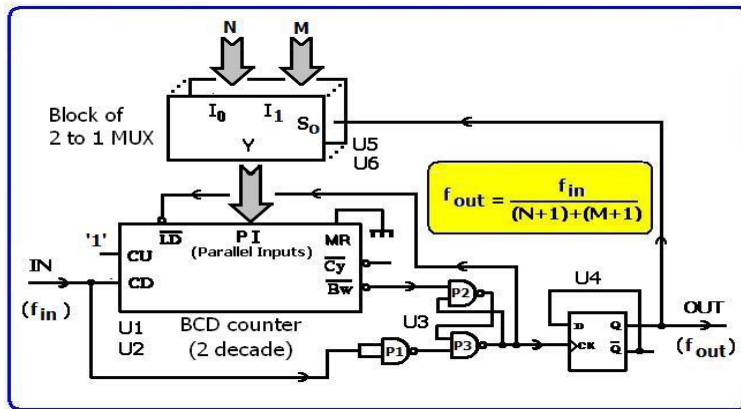 N M
Block of
2 to 1 MUX
I0 I1 S0
Y
U5
U6
fout = fin / (N+1)+(M+1)
'1'
LD
PI
(Parallel Inputs)
MR
CU
Cy
IN
CD
Bw
(fin)
P2
U4
U1
U2
BCD counter
(2 decade)
U3
P1
P3
D Q
CK Q
OUT
(fout)